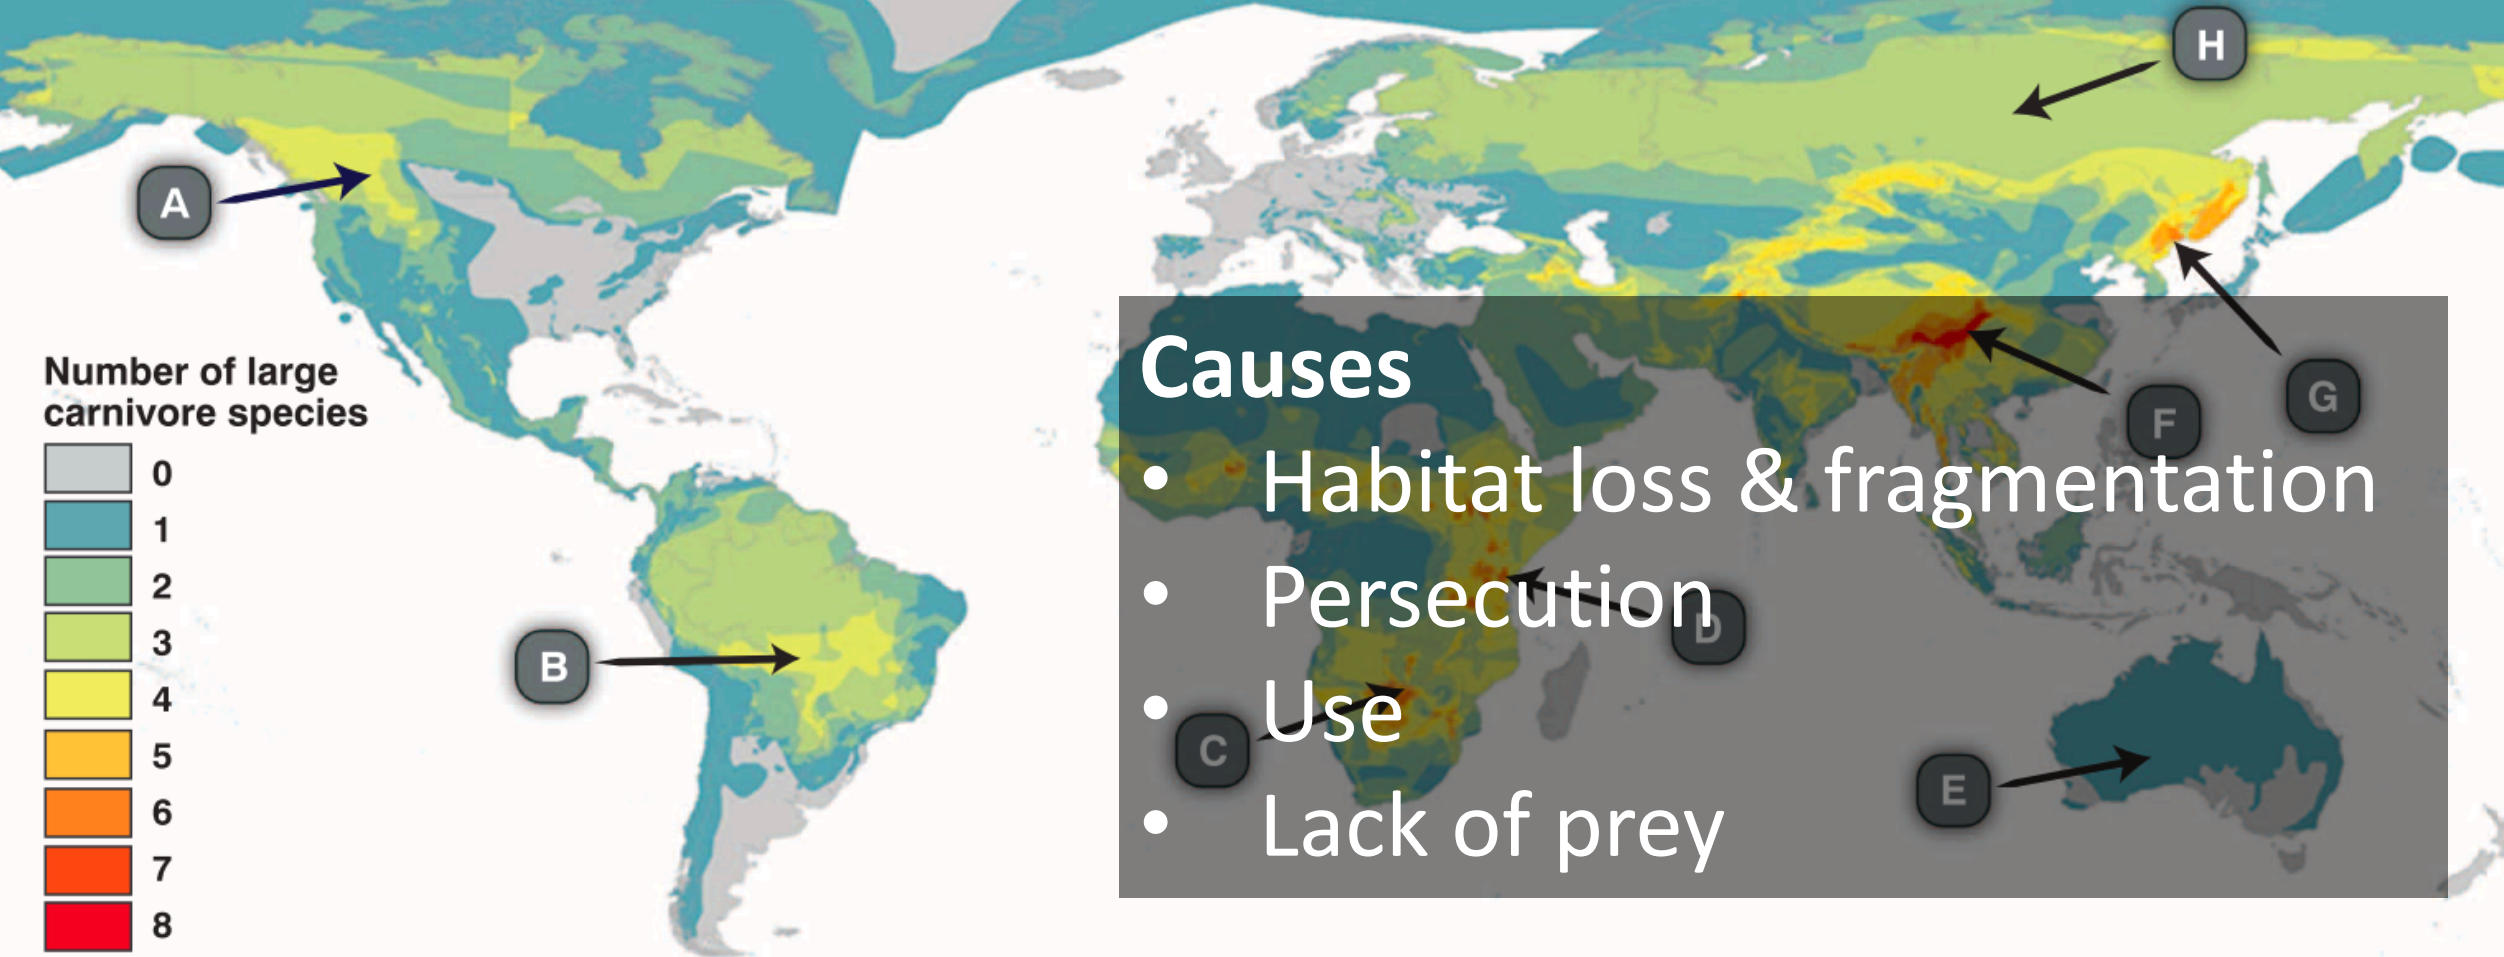 H
A
Number of large
carnivore species
0
1
2
3
4
5
6
7
8
B
Causes
• Habitat loss & fragmentation
• Persecution
• Use
• Lack of prey
G
F
D
C
E